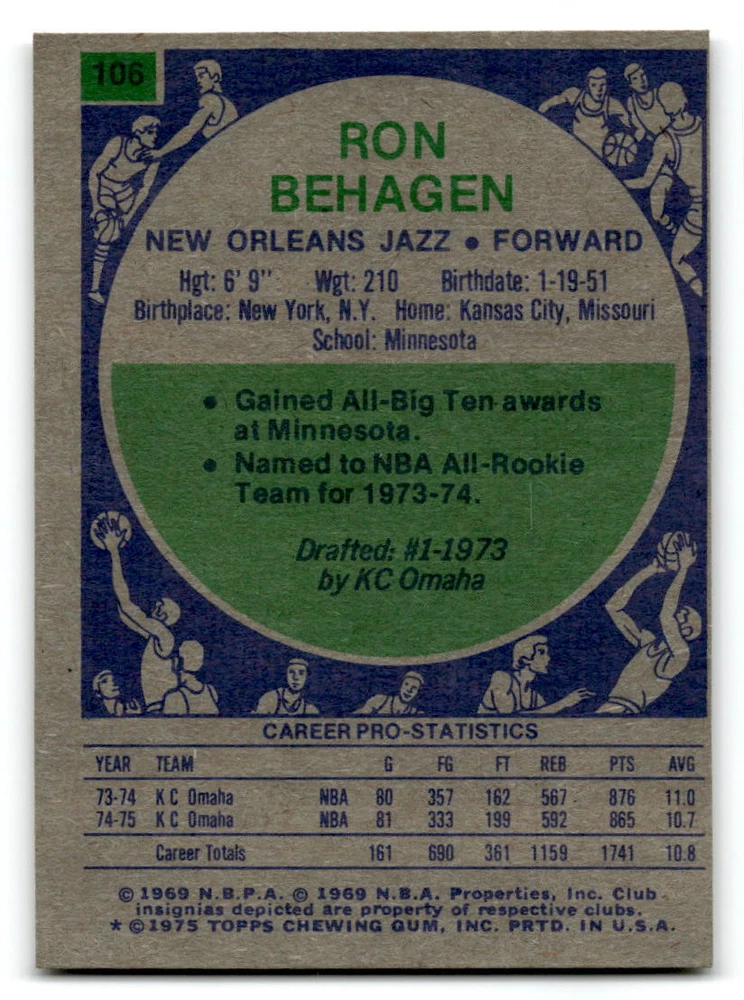 106
RON
BEHAGEN
NEW ORLEANS JAZZ • FORWARD
Hgt: 6' 9" Wgt: 210 Birthdate: 1-19-51
Birthplace: New York, N.Y. Home: Kansas City, Missouri
School: Minnesota
• Gained All-Big Ten awards
at Minnesota.
• Named to NBA All-Rookie
Team for 1973-74.
Drafted: #1-1973
by KC Omaha
CAREER PRO-STATISTICS
YEAR TEAM G FG FT REB PTS AVG
73-74 K C Omaha NBA 80 357 162 567 876 11.0
74-75 K C Omaha NBA 81 333 199 592 865 10.7
Career Totals 161 690 361 1159 1741 10.8
© 1969 N.B.P.A. © 1969 N.B.A. Properties, Inc. Club
insignias depicted are property of respective clubs.
* © 1975 TOPPS CHEWING GUM, INC. PRTD. IN U.S.A.